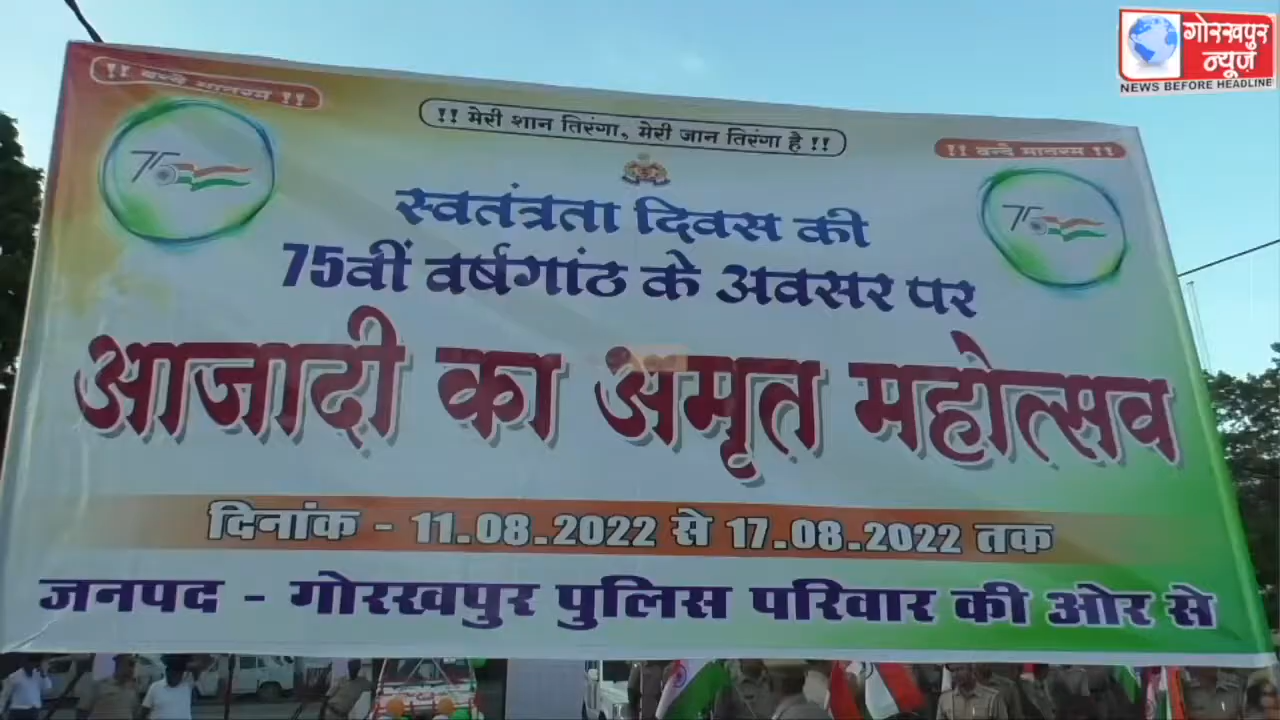 गोरखपुर
न्यूज़
NEWS BEFORE HEADLINE
!! वन्दे मातरम !!
!! मेरी शान तिरंगा, मेरी जान तिरंगा है !!
!! वन्दे मातरम !!
75
75
स्वतंत्रता दिवस की
75वीं वर्षगांठ के अवसर पर
आजादी का अमृत महोत्सव
दिनांक - 11.08.2022 से 17.08.2022 तक
जनपद - गोरखपुर पुलिस परिवार की ओर से